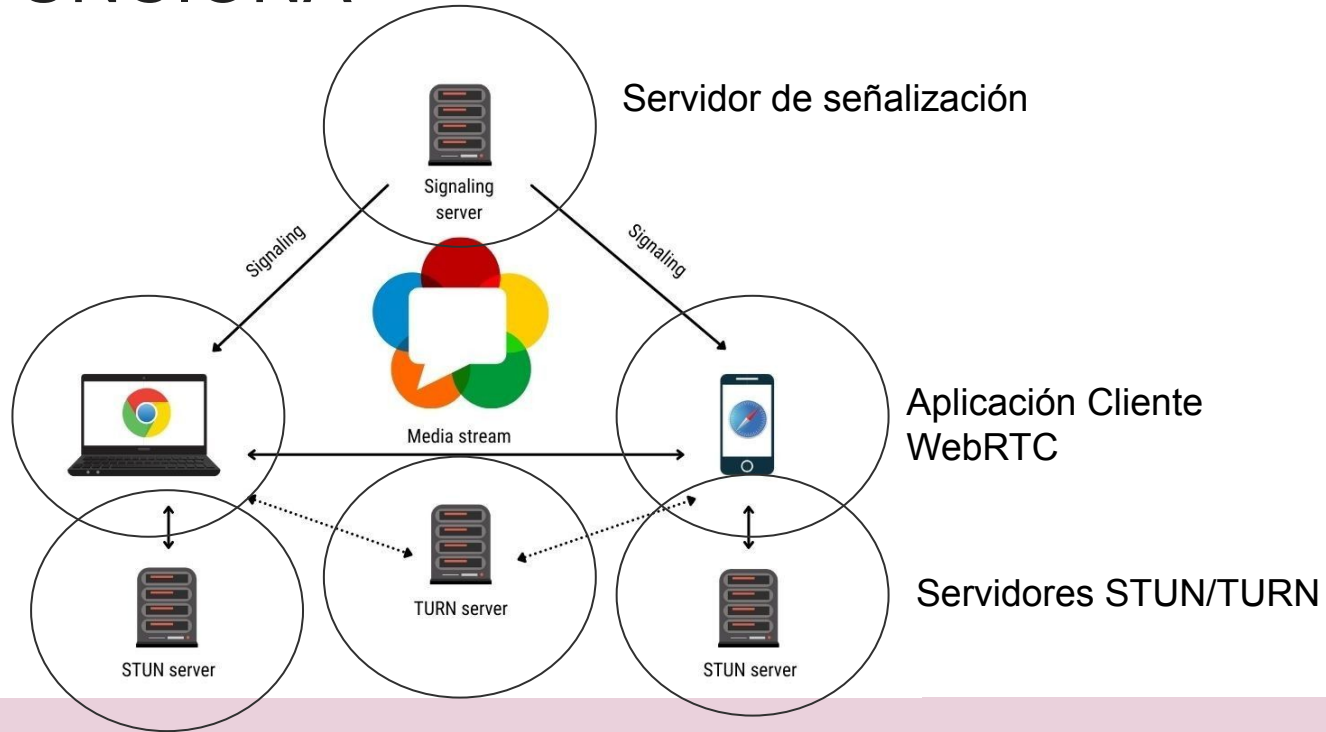 Servidor de señalización
Signaling
server
Signaling
Signaling
Media stream
Aplicación Cliente
WebRTC
TURN server
Servidores STUN/TURN
STUN server
STUN server